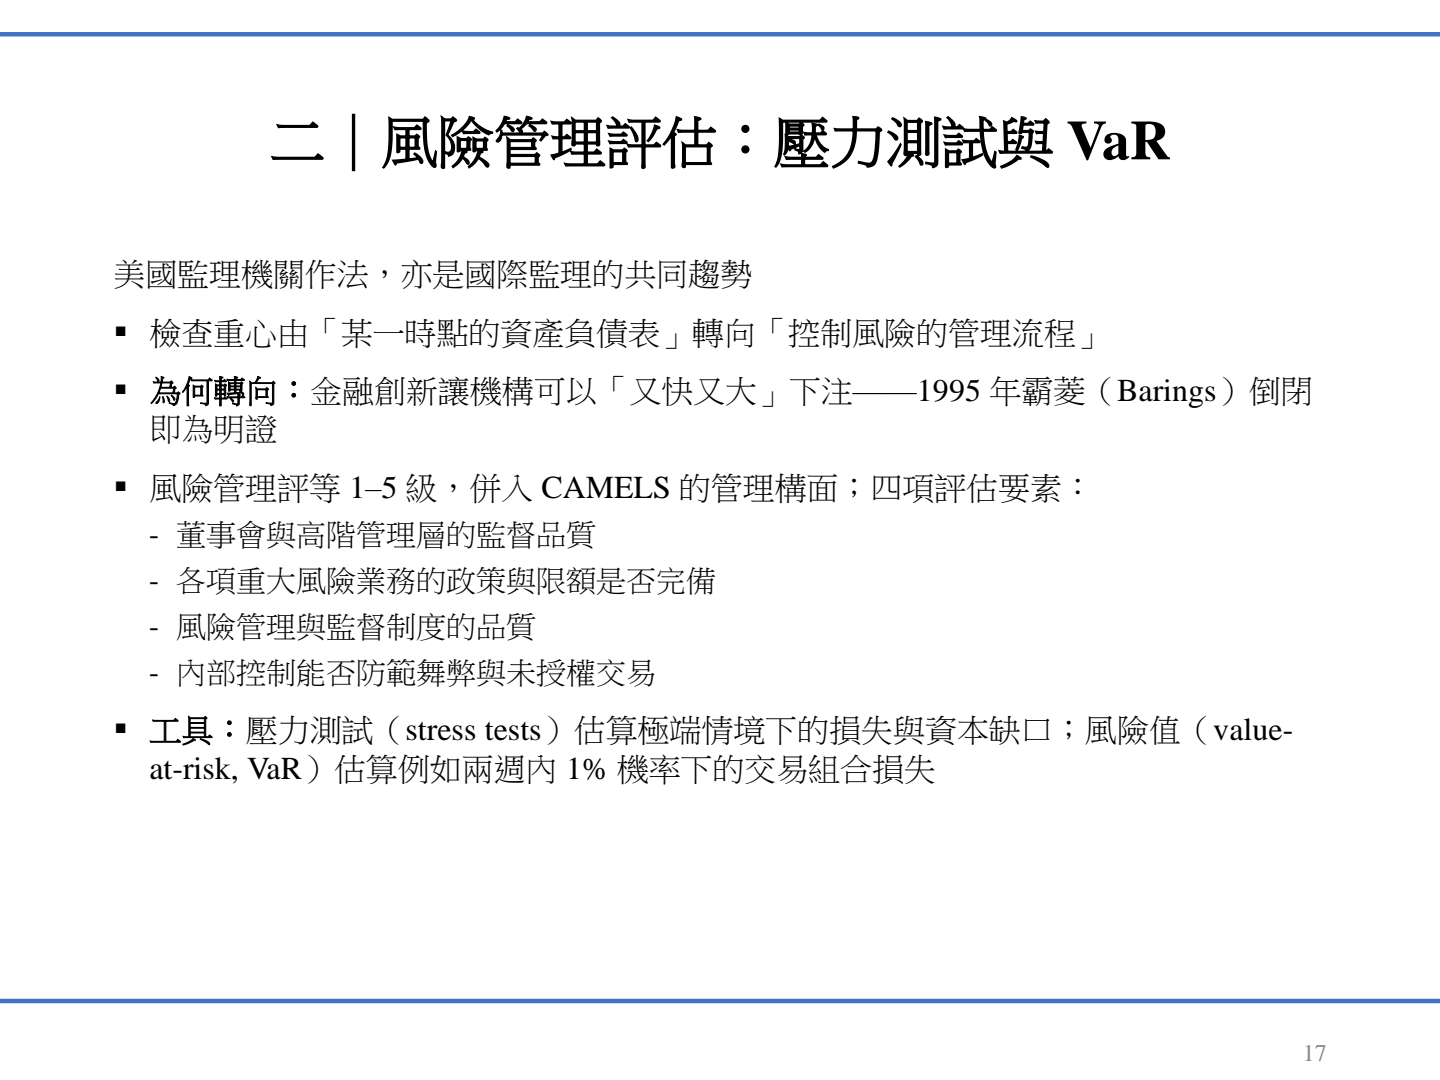 二｜風險管理評估：壓力測試與 VaR
美國監理機關作法，亦是國際監理的共同趨勢
▪ 檢查重心由「某一時點的資產負債表」轉向「控制風險的管理流程」
▪ 為何轉向：金融創新讓機構可以「又快又大」下注——1995 年霸菱（Barings）倒閉
即為明證
▪ 風險管理評等 1–5 級，併入 CAMELS 的管理構面；四項評估要素：
- 董事會與高階管理層的監督品質
- 各項重大風險業務的政策與限額是否完備
- 風險管理與監督制度的品質
- 內部控制能否防範舞弊與未授權交易
▪ 工具：壓力測試（stress tests）估算極端情境下的損失與資本缺口；風險值（value-
at-risk, VaR）估算例如兩週內 1% 機率下的交易組合損失
17